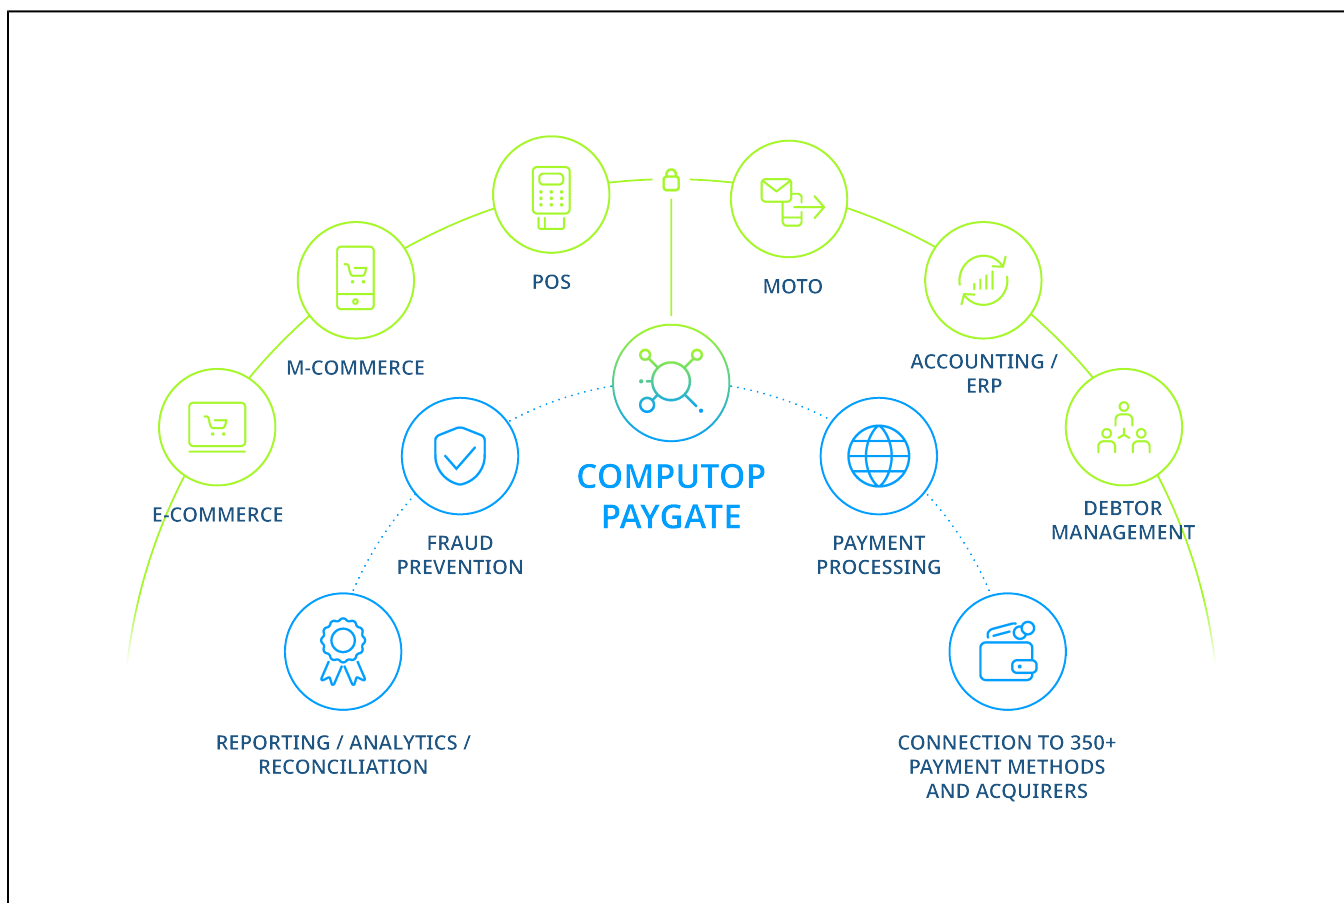 POS
MOTO
M-COMMERCE
ACCOUNTING /
ERP
E-COMMERCE
DEBTOR
MANAGEMENT
COMPUTOP
PAYGATE
FRAUD
PREVENTION
PAYMENT
PROCESSING
REPORTING / ANALYTICS /
RECONCILIATION
CONNECTION TO 350+
PAYMENT METHODS
AND ACQUIRERS